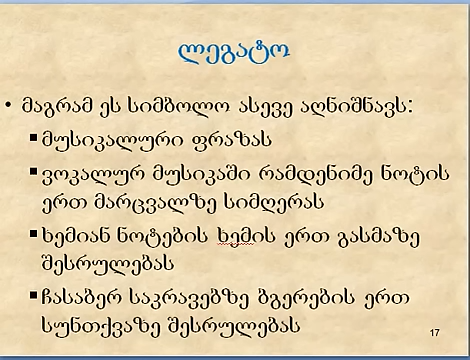 ლეგატო
• მაგრამ ეს სიმბოლო ასევე აღნიშნავს:
▪ მუსიკალური ფრაზას
▪ ვოკალურ მუსიკაში რამდენიმე ნოტის
ერთ მარცვალზე სიმღერას
▪ ხემიან ნოტების ხემის ერთ გასმაზე
შესრულებას
▪ ჩასაბერ საკრავებზე ბგერების ერთ
სუნთქვაზე შესრულებას
17